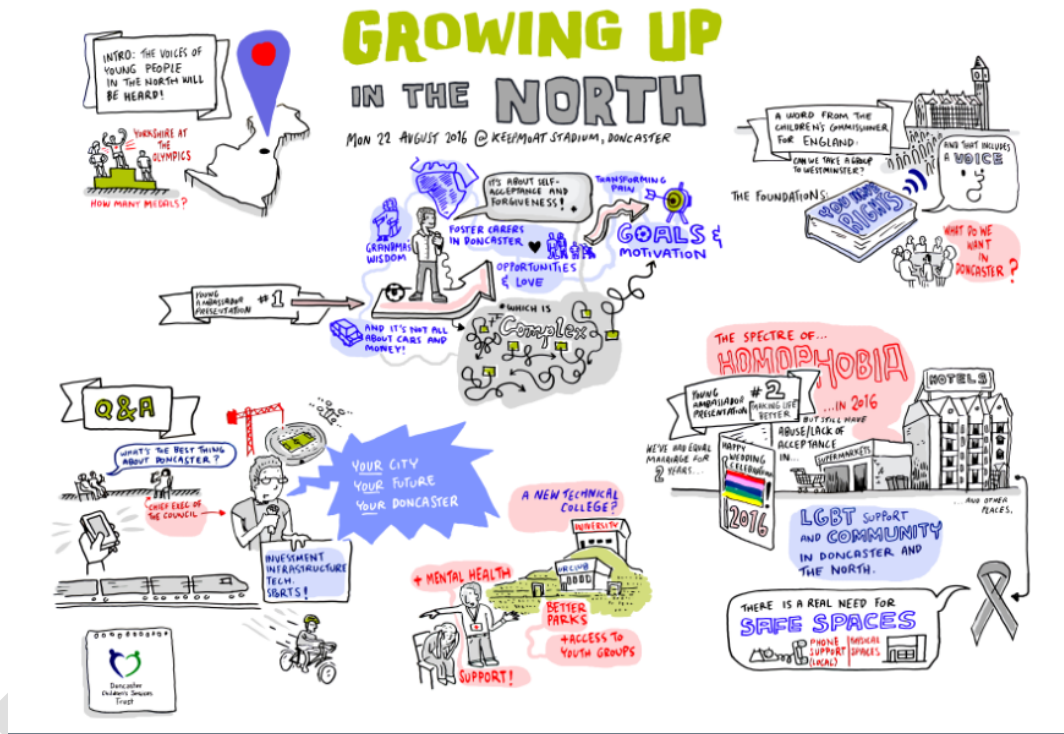 GROWING UP
IN THE NORTH
MON 22 AUGUST 2016 @ KEEPMOAT STADIUM, DONCASTER
INTRO: THE VOICES OF
YOUNG PEOPLE
IN THE NORTH WILL
BE HEARD!
YORKSHIRE AT
THE
OLYMPICS
HOW MANY MEDALS?
A WORD FROM THE
CHILDREN'S COMMISSIONER
FOR ENGLAND:
CAN WE TAKE A GROUP
TO WESTMINSTER?
AND THAT INCLUDES
A VOICE
THE FOUNDATIONS:
YOUR RIGHTS
WHAT DO WE
WANT
IN
DONCASTER?
YOUNG
AMBASSADOR
PRESENTATION
#1
GRANDMA'S
WISDOM
IT'S ABOUT SELF-
ACCEPTANCE AND
FORGIVENESS!
FOSTER CARERS
IN DONCASTER
OPPORTUNITIES
& LOVE
TRANSFORMING
PAIN
GOALS &
MOTIVATION
AND IT'S NOT ALL
ABOUT CARS AND
MONEY!
WHICH IS
Complex
THE SPECTRE OF...
HOMOPHOBIA
...IN 2016
YOUNG
AMBASSADOR
PRESENTATION
#2
MAKING LIFE
BETTER
WE'VE HAD EQUAL
MARRIAGE FOR
2 YEARS...
HAPPY
WEDDING
CELEBRATION!
2016
BUT STILL HAVE
ABUSE/LACK OF
ACCEPTANCE
IN...
SUPERMARKETS
HOTELS
...AND OTHER
PLACES.
LGBT SUPPORT
AND COMMUNITY
IN DONCASTER AND
THE NORTH.
THERE IS A REAL NEED FOR
SAFE SPACES
PHONE
SUPPORT
(LOCAL)
PHYSICAL
SPACES
Q&A
WHAT'S THE BEST THING
ABOUT DONCASTER?
CHIEF EXEC OF
THE COUNCIL
YOUR CITY
YOUR FUTURE
YOUR DONCASTER
INVESTMENT
INFRASTRUCTURE
TECH.
SPORTS!
A NEW TECHNICAL
COLLEGE?
UNIVERSITY
UR CLUB
+ MENTAL HEALTH
SUPPORT!
BETTER
PARKS
+ACCESS TO
YOUTH GROUPS
Doncaster
Children's Services
Trust